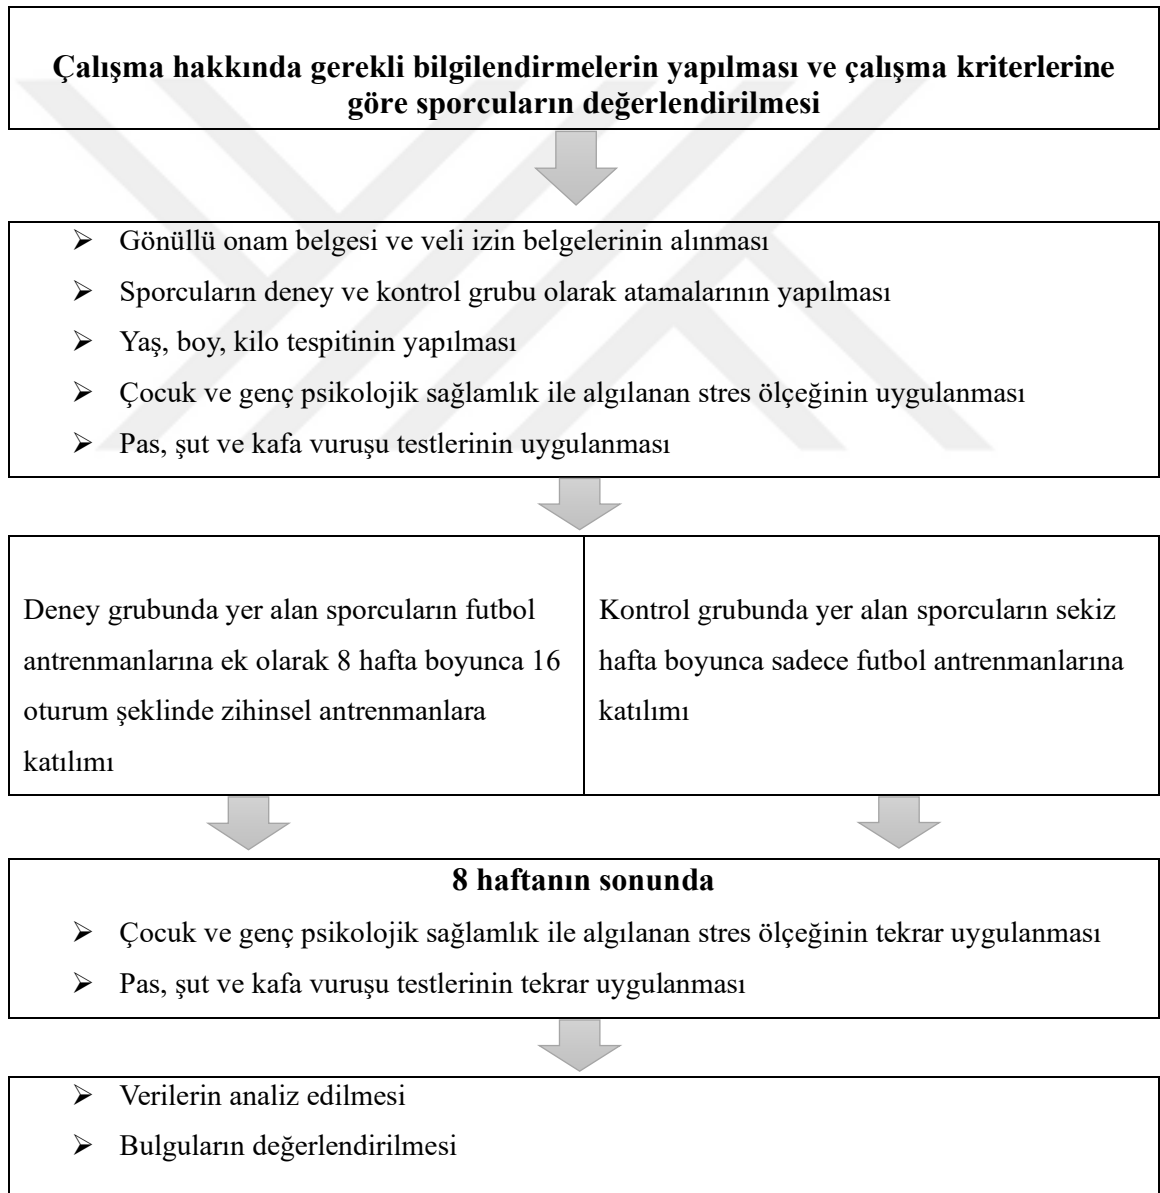 Çalışma hakkında gerekli bilgilendirmelerin yapılması ve çalışma kriterlerine
göre sporcuların değerlendirilmesi
➢ Gönüllü onam belgesi ve veli izin belgelerinin alınması
➢ Sporcuların deney ve kontrol grubu olarak atamalarının yapılması
➢ Yaş, boy, kilo tespitinin yapılması
➢ Çocuk ve genç psikolojik sağlamlık ile algılanan stres ölçeğinin uygulanması
➢ Pas, şut ve kafa vuruşu testlerinin uygulanması
Deney grubunda yer alan sporcuların futbol
antrenmanlarına ek olarak 8 hafta boyunca 16
oturum şeklinde zihinsel antrenmanlara
katılımı
Kontrol grubunda yer alan sporcuların sekiz
hafta boyunca sadece futbol antrenmanlarına
katılımı
8 haftanın sonunda
➢ Çocuk ve genç psikolojik sağlamlık ile algılanan stres ölçeğinin tekrar uygulanması
➢ Pas, şut ve kafa vuruşu testlerinin tekrar uygulanması
➢ Verilerin analiz edilmesi
➢ Bulguların değerlendirilmesi